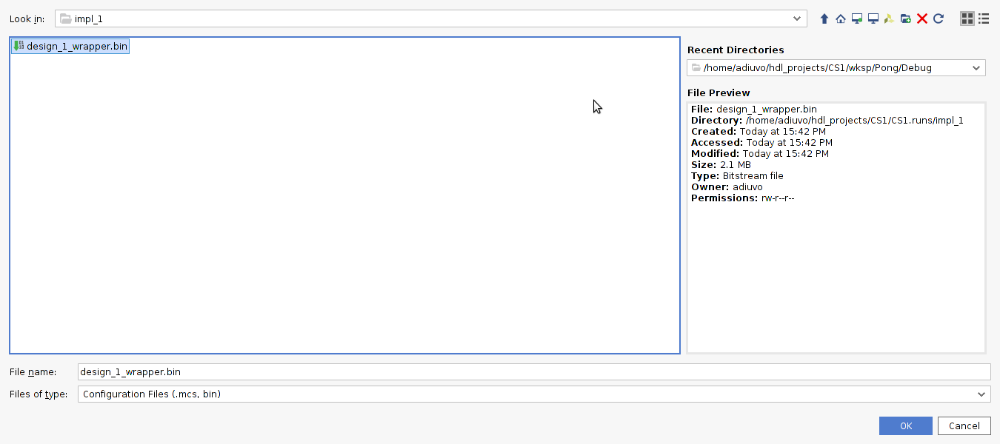 Look in: impl_1
design_1_wrapper.bin
Recent Directories
/home/adiuvo/hdl_projects/CS1/wksp/Pong/Debug
File Preview
File: design_1_wrapper.bin
Directory: /home/adiuvo/hdl_projects/CS1/CS1.runs/impl_1
Created: Today at 15:42 PM
Accessed: Today at 15:42 PM
Modified: Today at 15:42 PM
Size: 2.1 MB
Type: Bitstream file
Owner: adiuvo
Permissions: rw-r--r--
File name: design_1_wrapper.bin
Files of type: Configuration Files (.mcs, bin)
OK Cancel